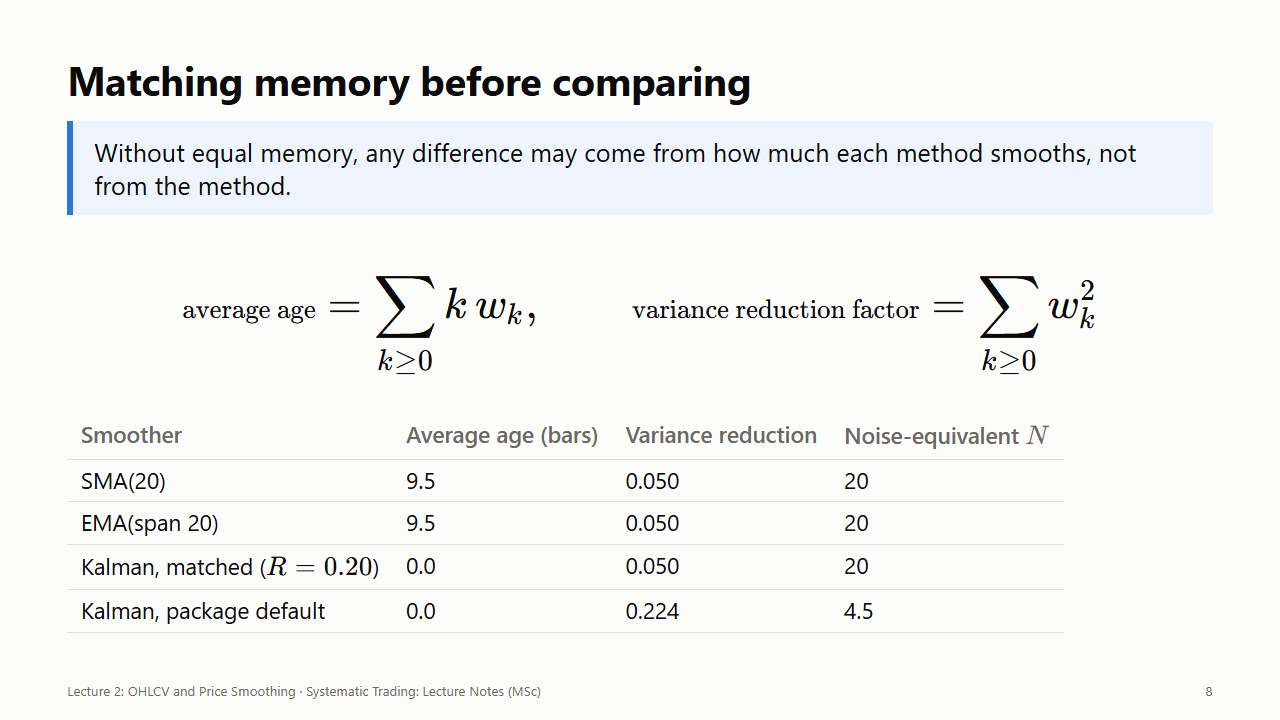 Matching memory before comparing
Without equal memory, any difference may come from how much each method smooths, not
from the method.
average age = ∑_{k≥0} k w_k,   variance reduction factor = ∑_{k≥0} w_k^2
Smoother   Average age (bars)   Variance reduction   Noise-equivalent N
SMA(20)   9.5   0.050   20
EMA(span 20)   9.5   0.050   20
Kalman, matched (R = 0.20)   0.0   0.050   20
Kalman, package default   0.0   0.224   4.5
Lecture 2: OHLCV and Price Smoothing · Systematic Trading: Lecture Notes (MSc)   8